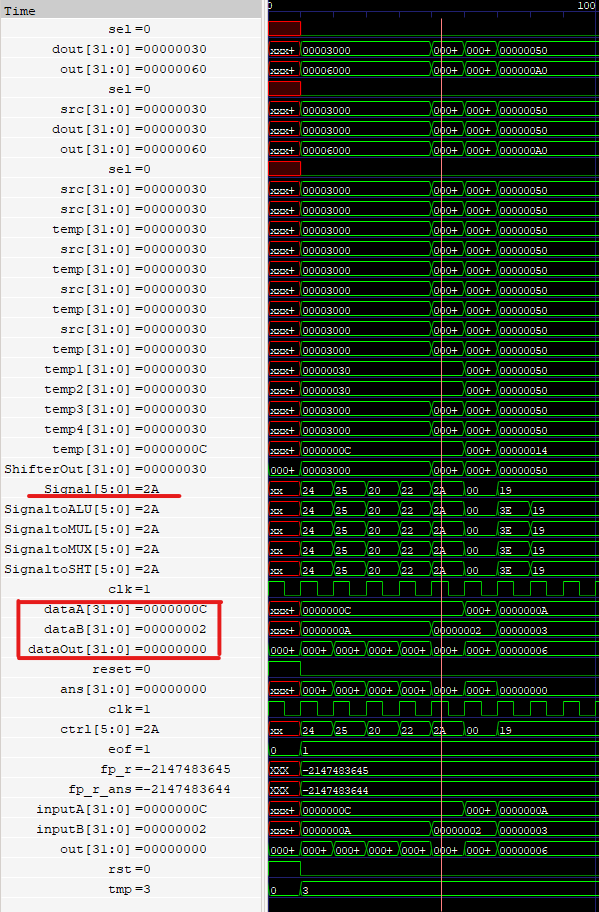 Time 0 100
sel=0
dout[31:0]=00000030 xxx+ 00003000 000+ 000+ 00000050
out[31:0]=00000060 xxx+ 00006000 000+ 000+ 000000A0
sel=0
src[31:0]=00000030 xxx+ 00003000 000+ 000+ 00000050
dout[31:0]=00000030 xxx+ 00003000 000+ 000+ 00000050
out[31:0]=00000060 xxx+ 00006000 000+ 000+ 000000A0
sel=0
src[31:0]=00000030 xxx+ 00003000 000+ 000+ 00000050
src[31:0]=00000030 xxx+ 00003000 000+ 000+ 00000050
temp[31:0]=00000030 xxx+ 00003000 000+ 000+ 00000050
src[31:0]=00000030 xxx+ 00003000 000+ 000+ 00000050
temp[31:0]=00000030 xxx+ 00003000 000+ 000+ 00000050
src[31:0]=00000030 xxx+ 00003000 000+ 000+ 00000050
temp[31:0]=00000030 xxx+ 00003000 000+ 000+ 00000050
src[31:0]=00000030 xxx+ 00003000 000+ 000+ 00000050
temp[31:0]=00000030 xxx+ 00003000 000+ 000+ 00000050
temp1[31:0]=00000030 xxx+ 00000030 000+ 00000050
temp2[31:0]=00000030 xxx+ 00000030 000+ 00000050
temp3[31:0]=00000030 xxx+ 00003000 000+ 000+ 00000050
temp4[31:0]=00000030 xxx+ 00003000 000+ 000+ 00000050
temp[31:0]=0000000C xxx+ 0000000C 000+ 00000014
ShifterOut[31:0]=00000030 000+ 00003000 000+ 000+ 00000050
Signal[5:0]=2A xx 24 25 20 22 2A 00 19
SignaltoALU[5:0]=2A xx 24 25 20 22 2A 00 3E 19
SignaltoMUL[5:0]=2A xx 24 25 20 22 2A 00 3E 19
SignaltoMUX[5:0]=2A xx 24 25 20 22 2A 00 3E 19
SignaltoSHT[5:0]=2A xx 24 25 20 22 2A 00 3E 19
clk=1
dataA[31:0]=0000000C xxx+ 0000000C 000+ 0000000A
dataB[31:0]=00000002 xxx+ 0000000A 00000002 00000003
dataOut[31:0]=00000000 000+ 000+ 000+ 000+ 000+ 000+ 000+ 00000006
reset=0
ans[31:0]=00000000 xxx+ 000+ 000+ 000+ 000+ 000+ 000+ 00000000
clk=1
ctrl[5:0]=2A xx 24 25 20 22 2A 00 19
eof=1 0 1
fp_r=-2147483645 XXX -2147483645
fp_r_ans=-2147483644 XXX -2147483644
inputA[31:0]=0000000C xxx+ 0000000C 000+ 0000000A
inputB[31:0]=00000002 xxx+ 0000000A 00000002 00000003
out[31:0]=00000000 000+ 000+ 000+ 000+ 000+ 000+ 000+ 00000006
rst=0
tmp=3 0 3